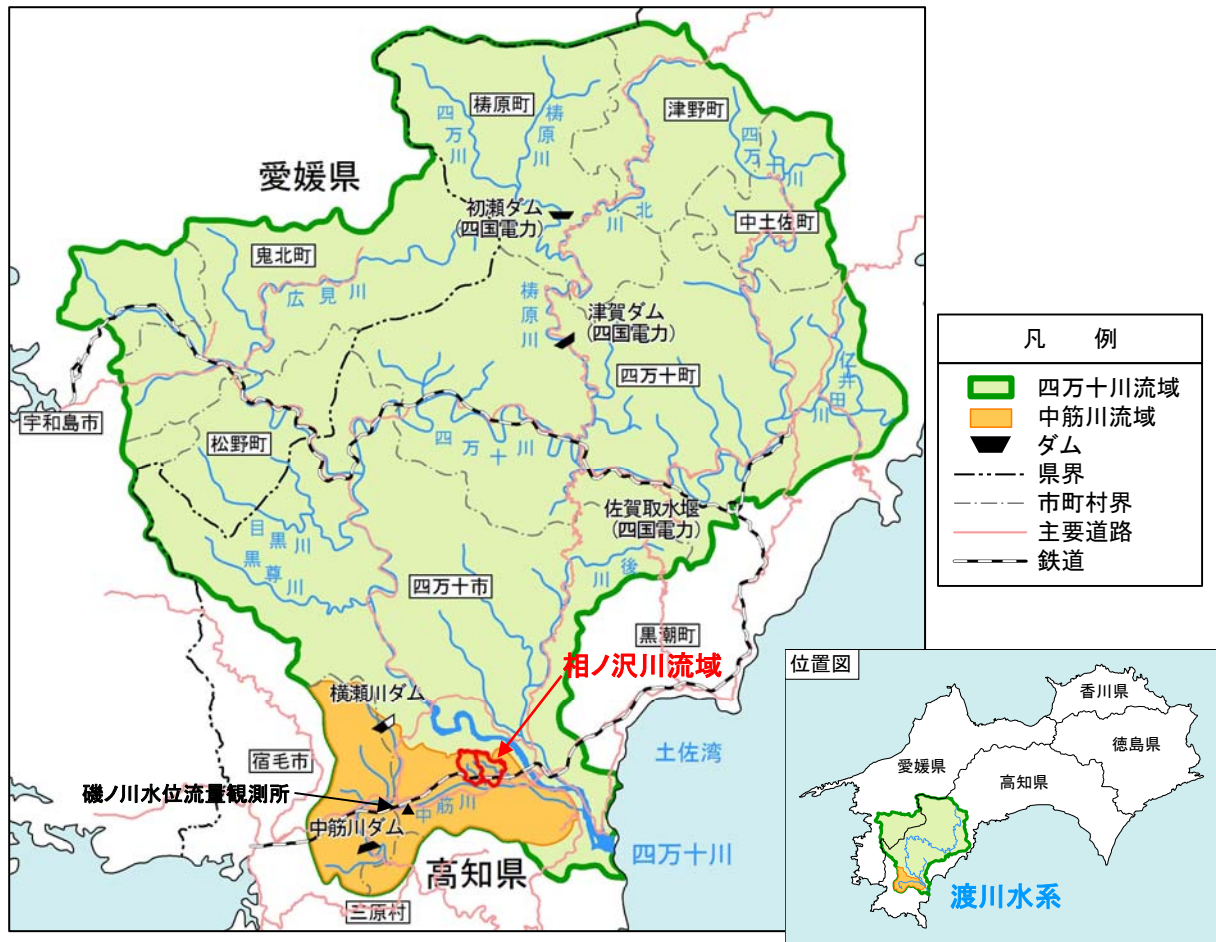 梼原町
津野町
四万川
梼原川
四万十川
愛媛県
初瀬ダム
(四国電力)
北川
中土佐町
鬼北町
広見川
梼原川
津賀ダム
(四国電力)
四万十町
仁井田川
宇和島市
松野町
四万十川
佐賀取水堰
(四国電力)
目黒川
黒尊川
四万十市
後川
黒潮町
相ノ沢川流域
横瀬川ダム
宿毛市
土佐湾
磯ノ川水位流量観測所
中筋川
中筋川ダム
高知県
四万十川
三原村
凡 例
四万十川流域
中筋川流域
ダム
県界
市町村界
主要道路
鉄道
位置図
香川県
徳島県
愛媛県
高知県
渡川水系